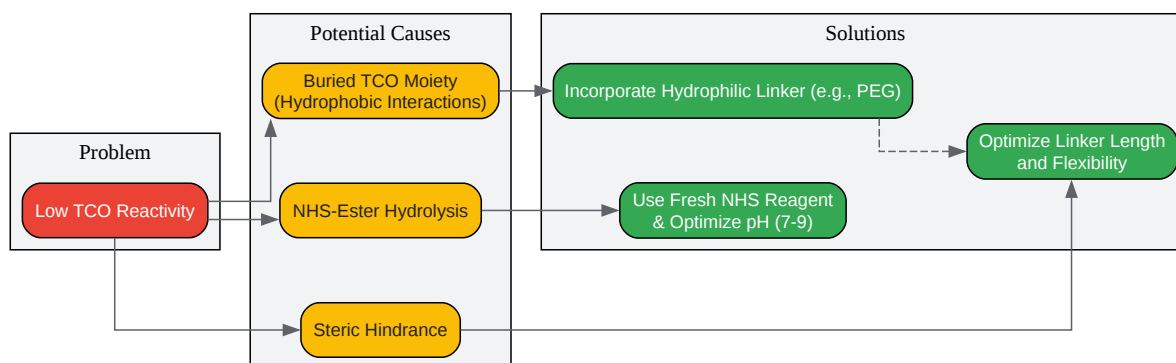 Problem
Low TCO Reactivity
Potential Causes
Buried TCO Moiety
(Hydrophobic Interactions)
NHS-Ester Hydrolysis
Steric Hindrance
Solutions
Incorporate Hydrophilic Linker (e.g., PEG)
Optimize Linker Length
and Flexibility
Use Fresh NHS Reagent
& Optimize pH (7-9)